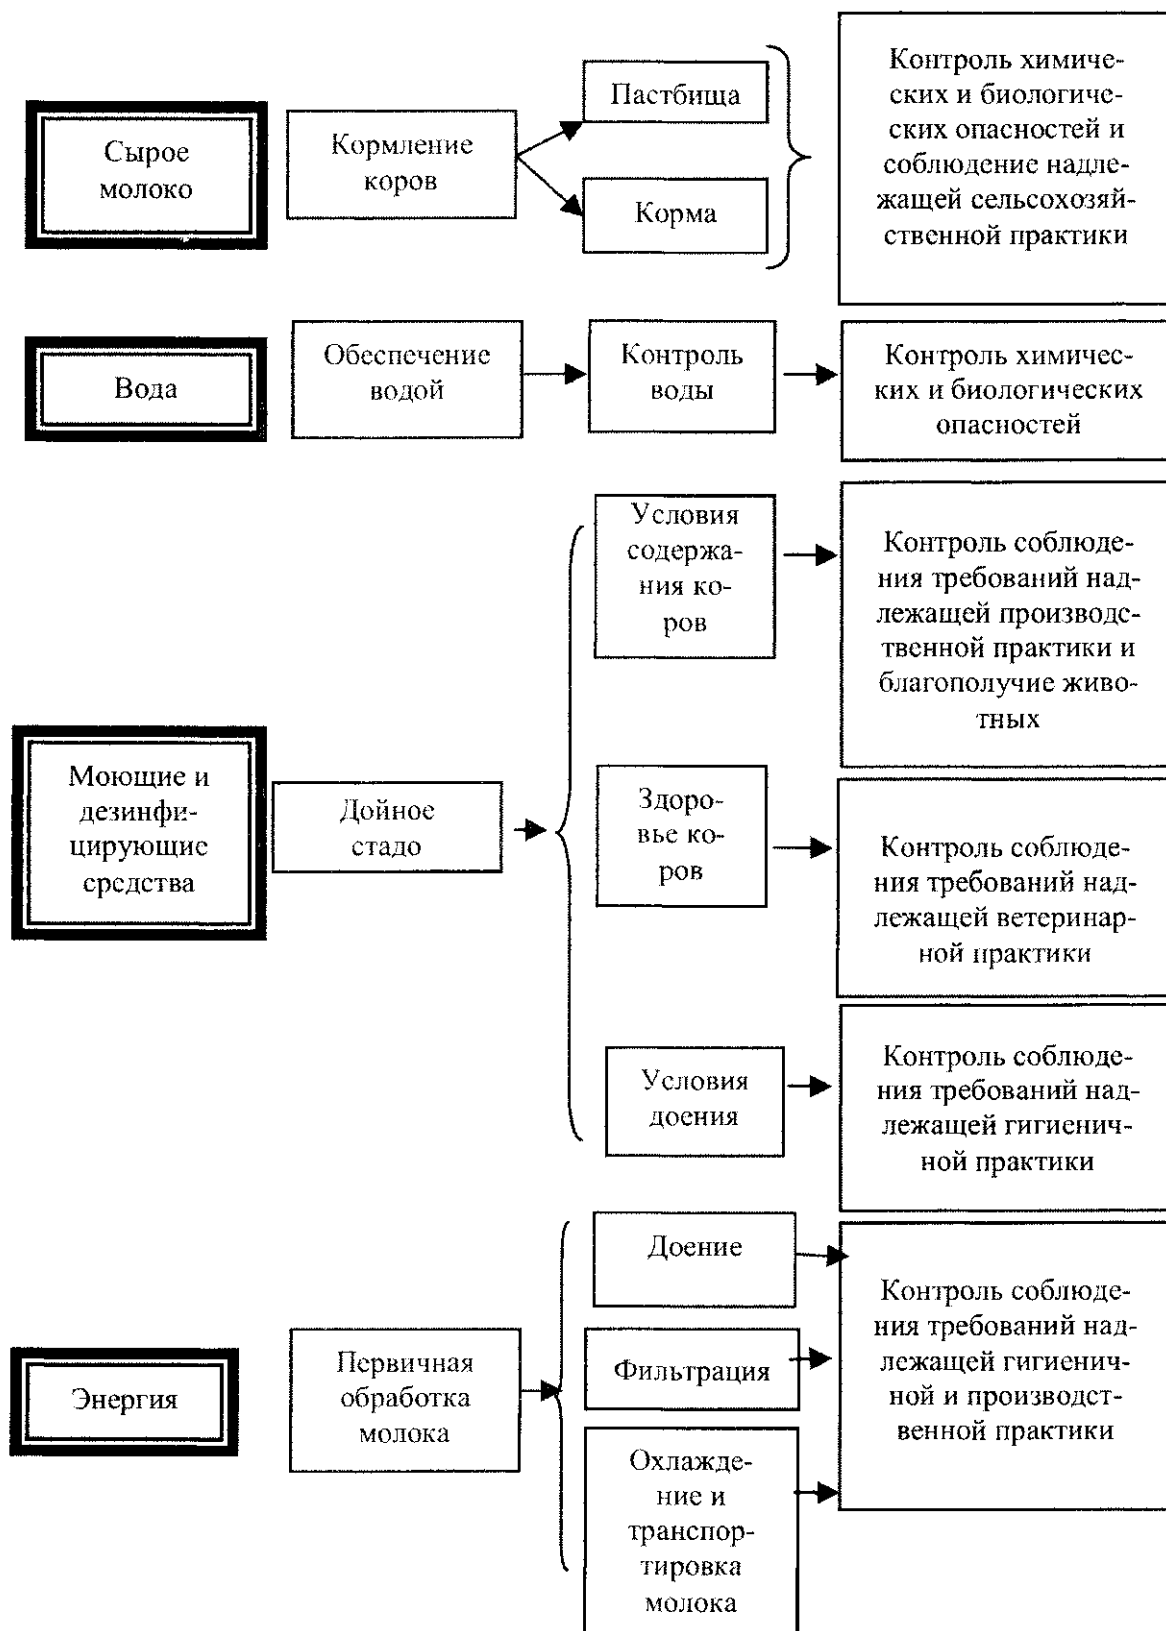 Сырое
молоко
Кормление
коров
Пастбища
Корма
Контроль химиче-
ских и биологиче-
ских опасностей и
соблюдение надле-
жащей сельсохозяй-
ственной практики
Вода
Обеспечение
водой
Контроль
воды
Контроль химичес-
ких и биологических
опасностей
Моющие и
дезинфи-
цирующие
средства
Дойное
стадо
Условия
содержа-
ния ко-
ров
Контроль соблюде-
ния требований над-
лежащей производс-
твенной практики и
благополучие живо-
тных
Здоро-
вье ко-
ров
Контроль соблюде-
ния требований над-
лежащей ветеринар-
ной практики
Условия
доения
Контроль соблюде-
ния требований над-
лежащей гигиенич-
ной практики
Энергия
Первичная
обработка
молока
Доение
Фильтрация
Охлажде-
ние и
транспор-
тировка
молока
Контроль соблюде-
ния требований над-
лежащей гигиенич-
ной и производст-
венной практики